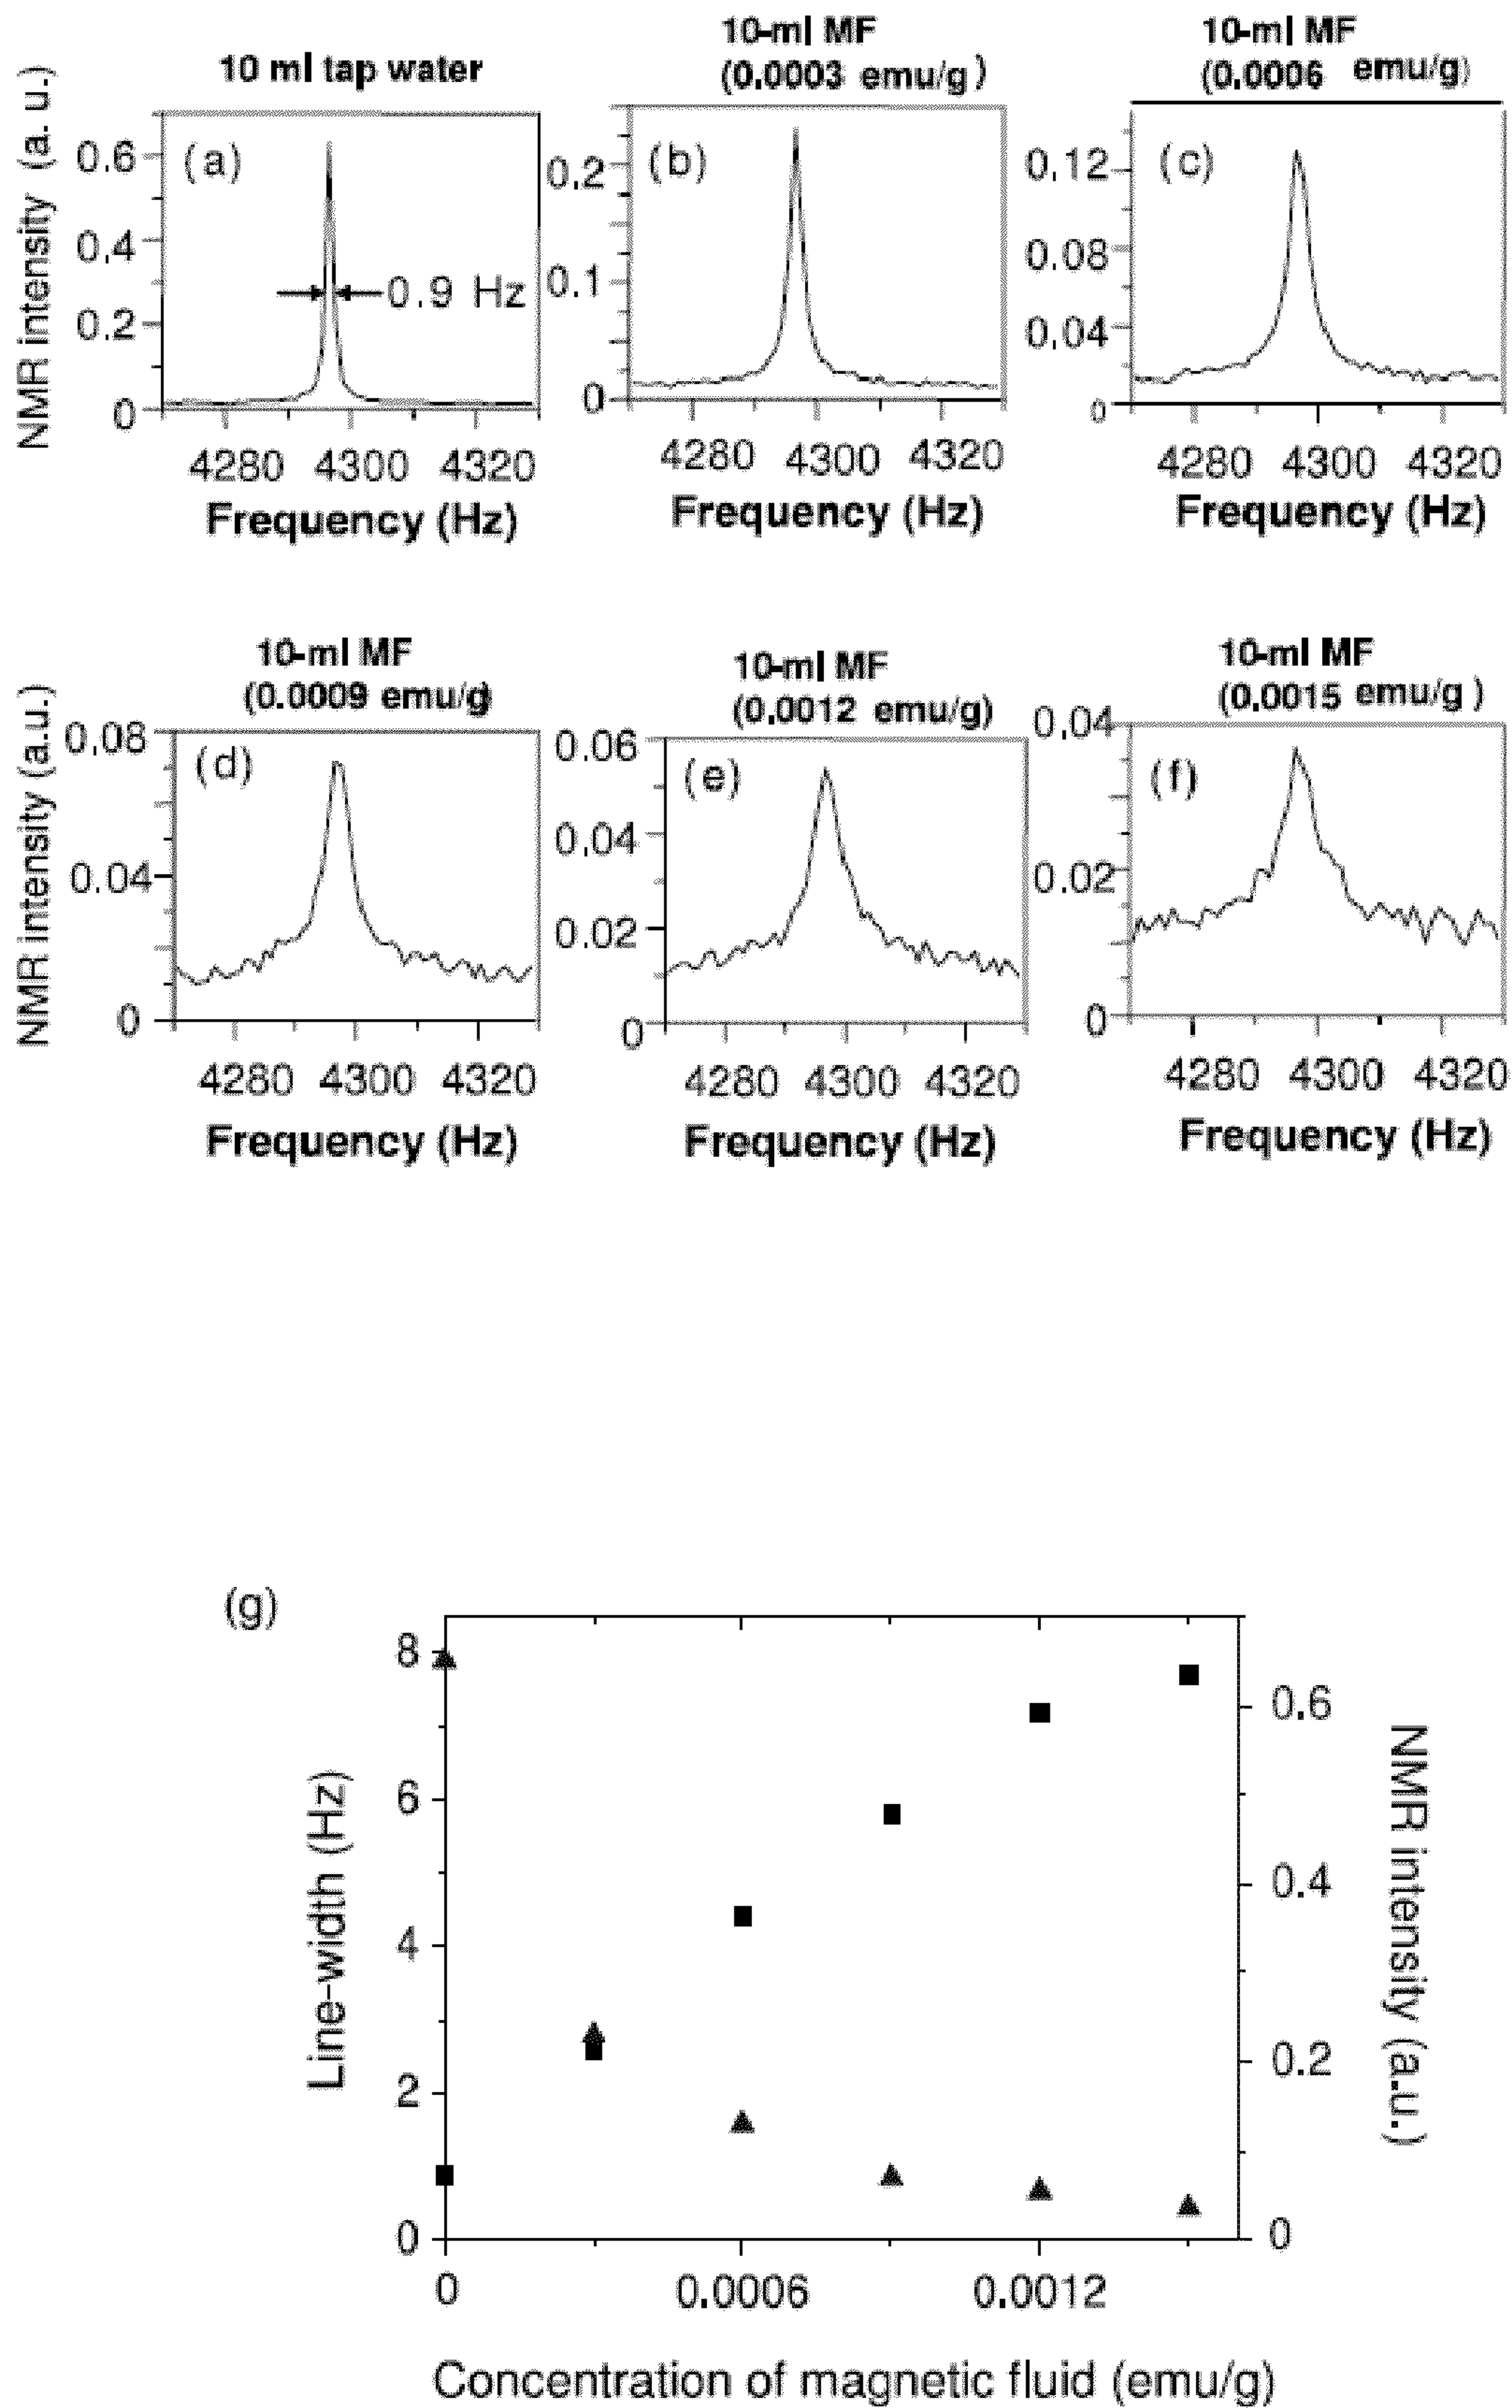 10 ml tap water
10-ml MF
(0.0003 emu/g)
10-ml MF
(0.0006 emu/g)
NMR intensity (a. u.)
(a)
0.6
0.4
0.2
0
0.9 Hz
4280 4300 4320
Frequency (Hz)
(b)
0.2
0.1
0
4280 4300 4320
Frequency (Hz)
(c)
0.12
0.08
0.04
0
4280 4300 4320
Frequency (Hz)
10-ml MF
(0.0009 emu/g
10-ml MF
(0.0012 emu/g)
10-ml MF
(0.0015 emu/g)
NMR intensity (a.u.)
(d)
0.08
0.04
0
4280 4300 4320
Frequency (Hz)
(e)
0.06
0.04
0.02
0
4280 4300 4320
Frequency (Hz)
(f)
0.04
0.02
0
4280 4300 4320
Frequency (Hz)
(g)
Line-width (Hz)
8
6
4
2
0
0.6
0.4
0.2
0
NMR intensity (a.u.)
0 0.0006 0.0012
Concentration of magnetic fluid (emu/g)